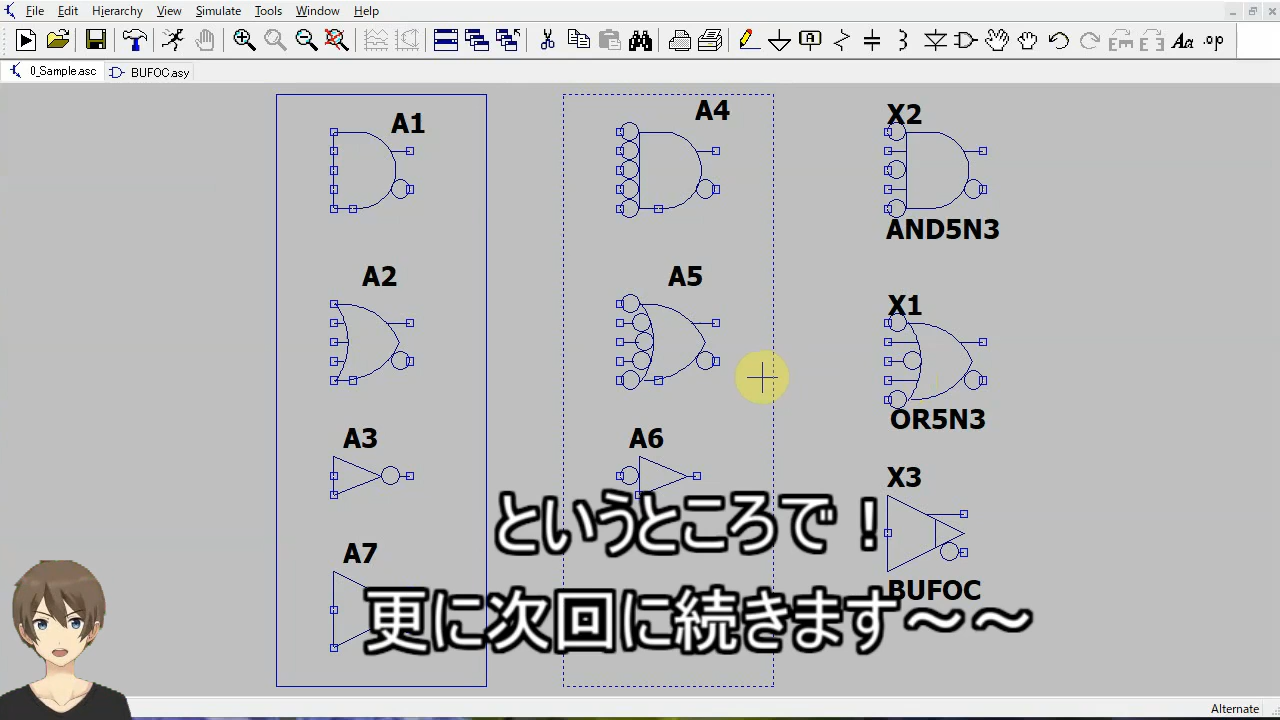 File Edit Hierarchy View Simulate Tools Window Help
.op
0_Sample.asc BUFOC.asy
A1 A4 X2
AND5N3
A2 A5 X1
OR5N3
A3 A6 X3
A7 BUFOC
というところで！
更に次回に続きます～～
Alternate